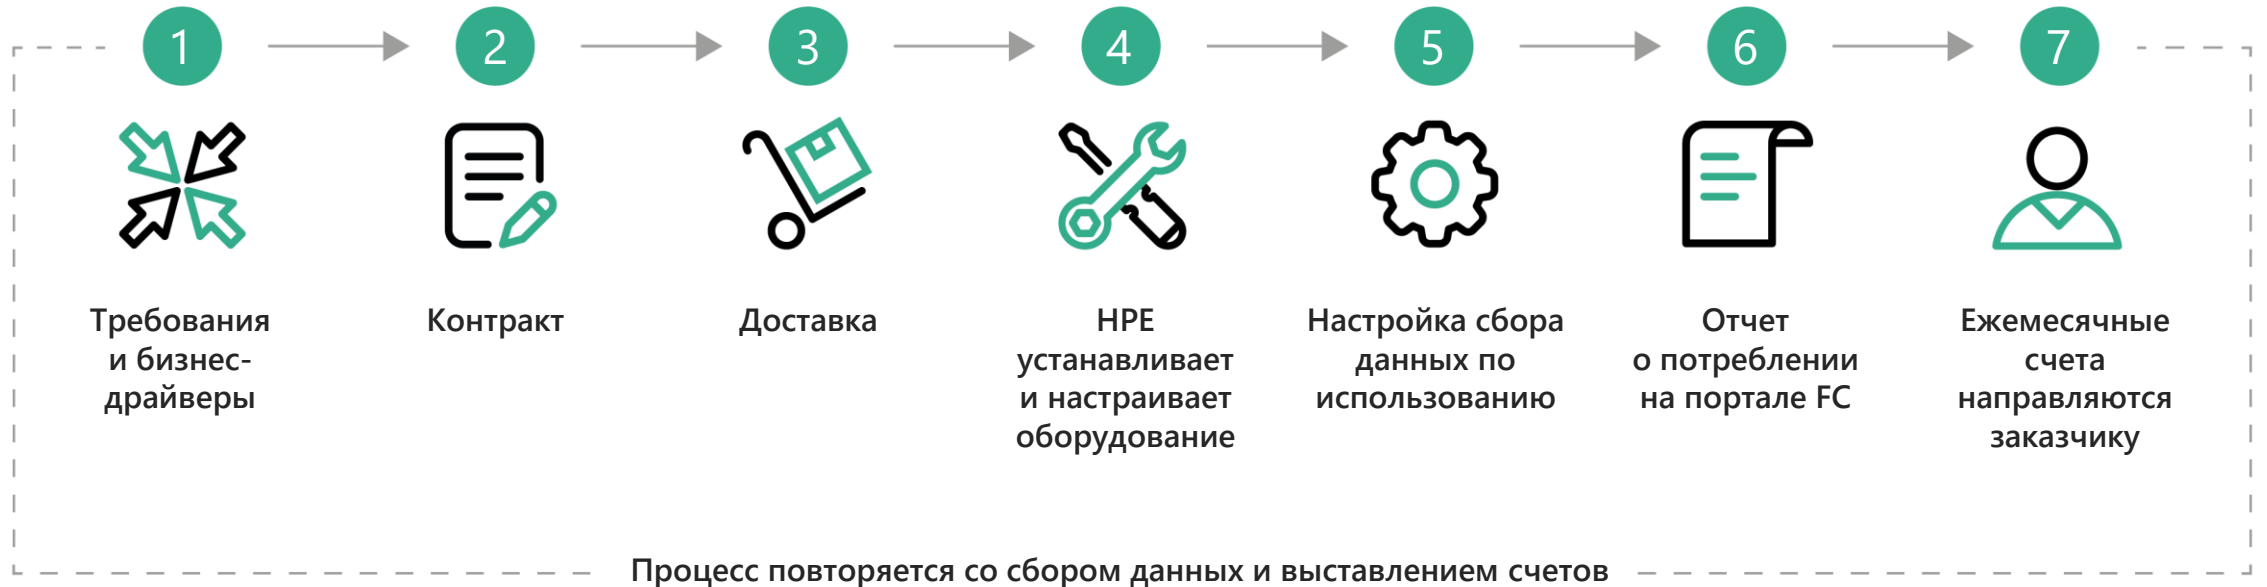 1 2 3 4 5 6 7
Требования
и бизнес-
драйверы
Контракт
Доставка
HPE
устанавливает
и настраивает
оборудование
Настройка сбора
данных по
использованию
Отчет
о потреблении
на портале FC
Ежемесячные
счета
направляются
заказчику
Процесс повторяется со сбором данных и выставлением счетов